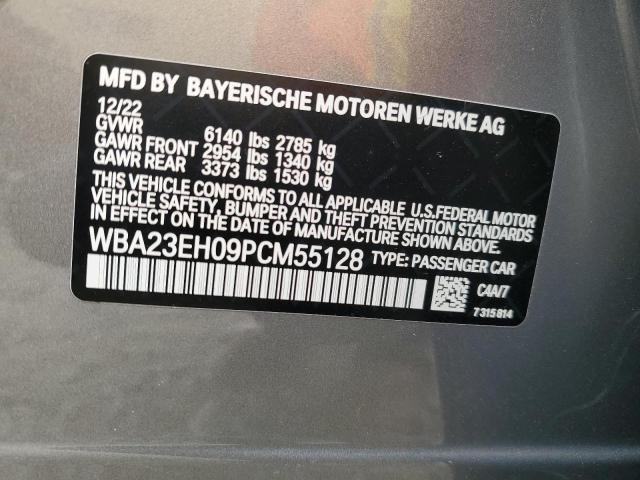 MFD BY BAYERISCHE MOTOREN WERKE AG
12/22
GVWR 6140 lbs 2785 kg
GAWR FRONT 2954 lbs 1340 kg
GAWR REAR 3373 lbs 1530 kg
THIS VEHICLE CONFORMS TO ALL APPLICABLE U.S.FEDERAL MOTOR
VEHICLE SAFETY, BUMPER, AND THEFT PREVENTION STANDARDS
IN EFFECT ON THE DATE OF MANUFACTURE SHOWN ABOVE.
WBA23EH09PCM55128 TYPE: PASSENGER CAR
C4A/7
7315814